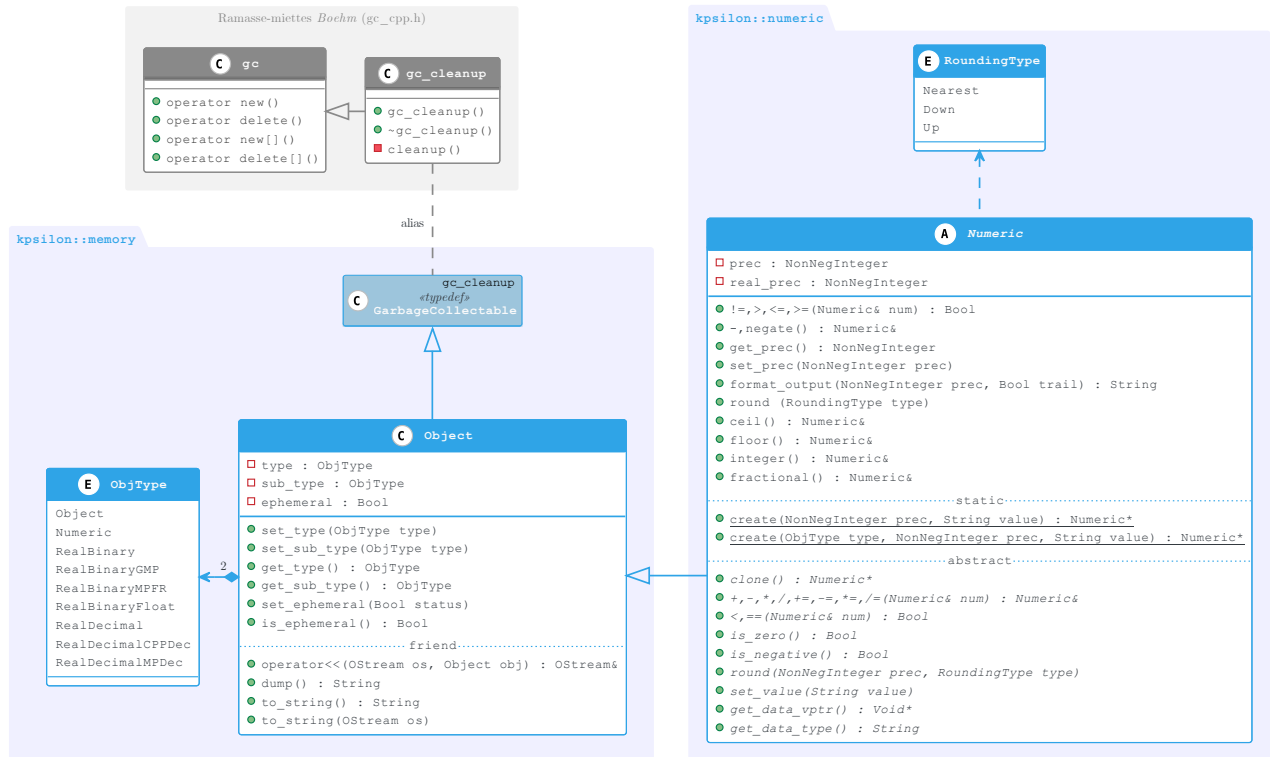 Ramasse-miettes Boehm (gc_cpp.h)
C gc
operator new()
operator delete()
operator new[]()
operator delete[]()
C gc_cleanup
gc_cleanup()
~gc_cleanup()
cleanup()
alias
kpsilon::memory
gc_cleanup
C «typedef»
GarbageCollectable
C Object
type : ObjType
sub_type : ObjType
ephemeral : Bool
set_type(ObjType type)
set_sub_type(ObjType type)
get_type() : ObjType
get_sub_type() : ObjType
set_ephemeral(Bool status)
is_ephemeral() : Bool
friend
operator<<(OStream os, Object obj) : OStream&
dump() : String
to_string() : String
to_string(OStream os)
2
E ObjType
Object
Numeric
RealBinary
RealBinaryGMP
RealBinaryMPFR
RealBinaryFloat
RealDecimal
RealDecimalCPPDec
RealDecimalMPDec
kpsilon::numeric
E RoundingType
Nearest
Down
Up
A Numeric
prec : NonNegInteger
real_prec : NonNegInteger
!=,>,<=,>=(Numeric& num) : Bool
-,negate() : Numeric&
get_prec() : NonNegInteger
set_prec(NonNegInteger prec)
format_output(NonNegInteger prec, Bool trail) : String
round (RoundingType type)
ceil() : Numeric&
floor() : Numeric&
integer() : Numeric&
fractional() : Numeric&
static
create(NonNegInteger prec, String value) : Numeric*
create(ObjType type, NonNegInteger prec, String value) : Numeric*
abstract
clone() : Numeric*
+,-,*,/,+=,-=,*=,/=(Numeric& num) : Numeric&
<,==(Numeric& num) : Bool
is_zero() : Bool
is_negative() : Bool
round(NonNegInteger prec, RoundingType type)
set_value(String value)
get_data_vptr() : Void*
get_data_type() : String